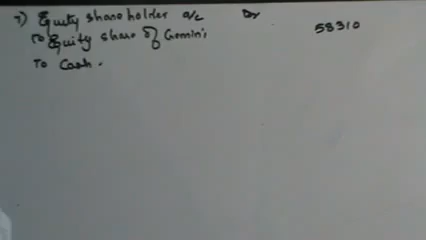 7) Equity shareholder a/c Dr 58310
To Equity share of Gemini
To Cash.